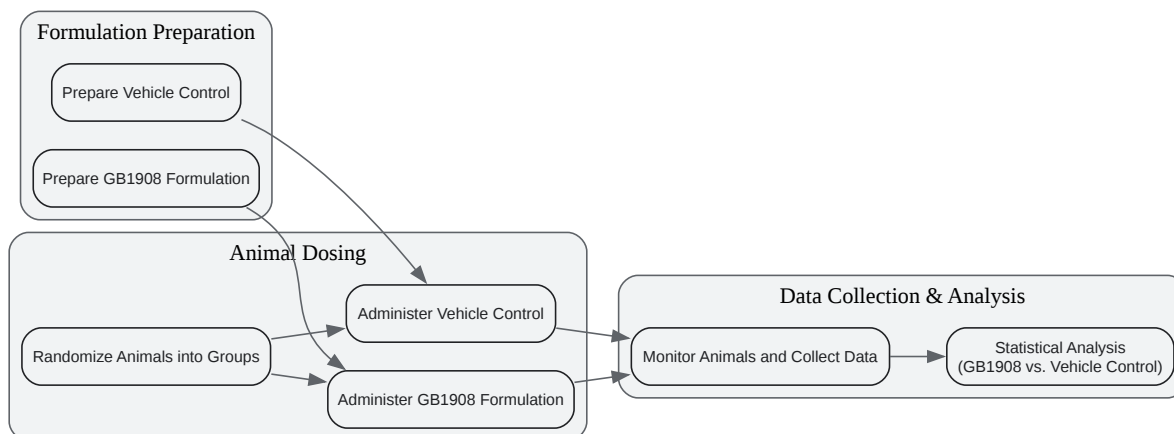 Formulation Preparation
Prepare Vehicle Control
Prepare GB1908 Formulation
Animal Dosing
Randomize Animals into Groups
Administer Vehicle Control
Administer GB1908 Formulation
Data Collection & Analysis
Monitor Animals and Collect Data
Statistical Analysis
(GB1908 vs. Vehicle Control)